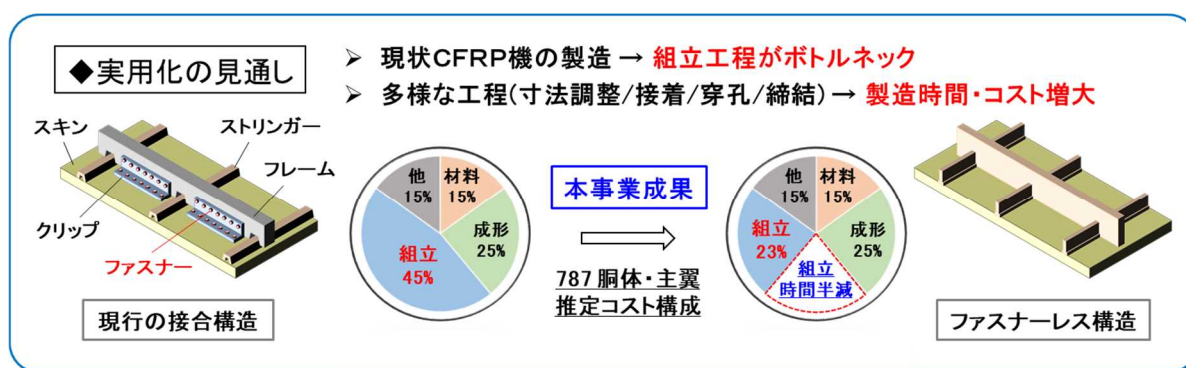 ◆実用化の見通し
➢ 現状CFRP機の製造 → 組立工程がボトルネック
➢ 多様な工程(寸法調整/接着/穿孔/締結) → 製造時間・コスト増大
スキン
ストリンガー
フレーム
クリップ
ファスナー
現行の接合構造
他
15%
材料
15%
成形
25%
組立
45%
本事業成果
787 胴体・主翼
推定コスト構成
他
15%
材料
15%
成形
25%
組立
23%
組立
時間半減
ファスナーレス構造